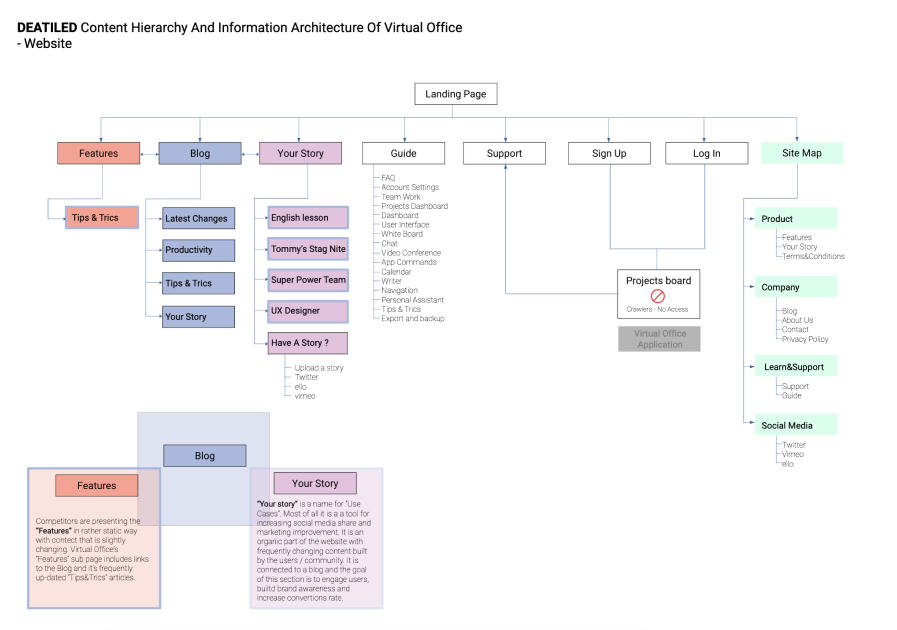 DEATILED Content Hierarchy And Information Architecture Of Virtual Office
- Website
Landing Page
Features
Blog
Your Story
Guide
Support
Sign Up
Log In
Site Map
Tips & Trics
Latest Changes
Productivity
Tips & Trics
Your Story
English lesson
Tommy's Stag Nite
Super Power Team
UX Designer
Have A Story ?
Upload a story
Twitter
ello
vimeo
FAQ
Account Settings
Team Work
Projects Dashboard
Dashboard
User Interface
White Board
Chat
Video Conference
App Commands
Calendar
Writer
Navigation
Personal Assistant
Tips & Trics
Export and backup
Projects board
Crawlers - No Access
Virtual Office
Application
Product
Features
Your Story
Terms&Conditions
Company
Blog
About Us
Contact
Privacy Policy
Learn&Support
Support
Guide
Social Media
Twitter
Vimeo
ello
Blog
Features
Competitors are presenting the
"Features" in rather static way
with contect that is slightly
changing. Virtual Office's
"Features" sub page includes links
to the Blog and it's frequently
up-dated "Tips&Trics" articles.
Your Story
"Your story" is a name for "Use
Cases". Most of all it is a a tool for
increasing social media share and
marketing improvement. It is an
organic part of the website with
frequently changing content built
by the users / community. It is
connected to a blog and the goal
of this section is to engage users,
builtd brand awareness and
increase convertions rate.